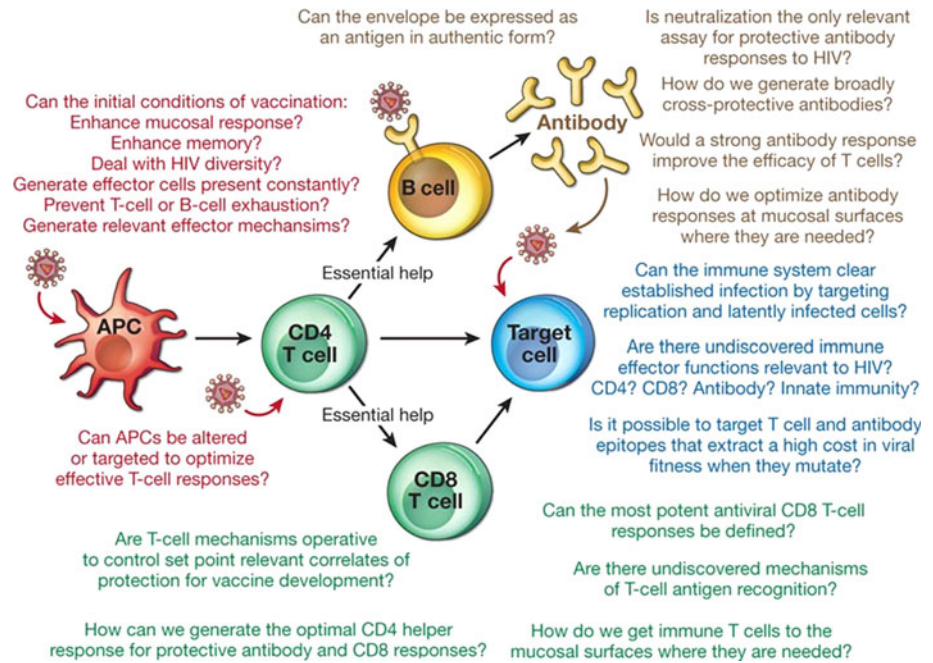 Can the envelope be expressed as
an antigen in authentic form?
Is neutralization the only relevant
assay for protective antibody
responses to HIV?
How do we generate broadly
cross-protective antibodies?
Would a strong antibody response
improve the efficacy of T cells?
How do we optimize antibody
responses at mucosal surfaces
where they are needed?
Can the initial conditions of vaccination:
Enhance mucosal response?
Enhance memory?
Deal with HIV diversity?
Generate effector cells present constantly?
Prevent T-cell or B-cell exhaustion?
Generate relevant effector mechansims?
Antibody
B cell
Essential help
APC
CD4
T cell
Target
cell
Essential help
CD8
T cell
Can the immune system clear
established infection by targeting
replication and latently infected cells?
Are there undiscovered immune
effector functions relevant to HIV?
CD4? CD8? Antibody? Innate immunity?
Is it possible to target T cell and antibody
epitopes that extract a high cost in viral
fitness when they mutate?
Can APCs be altered
or targeted to optimize
effective T-cell responses?
Are T-cell mechanisms operative
to control set point relevant correlates of
protection for vaccine development?
Can the most potent antiviral CD8 T-cell
responses be defined?
Are there undiscovered mechanisms
of T-cell antigen recognition?
How can we generate the optimal CD4 helper
response for protective antibody and CD8 responses?
How do we get immune T cells to the
mucosal surfaces where they are needed?